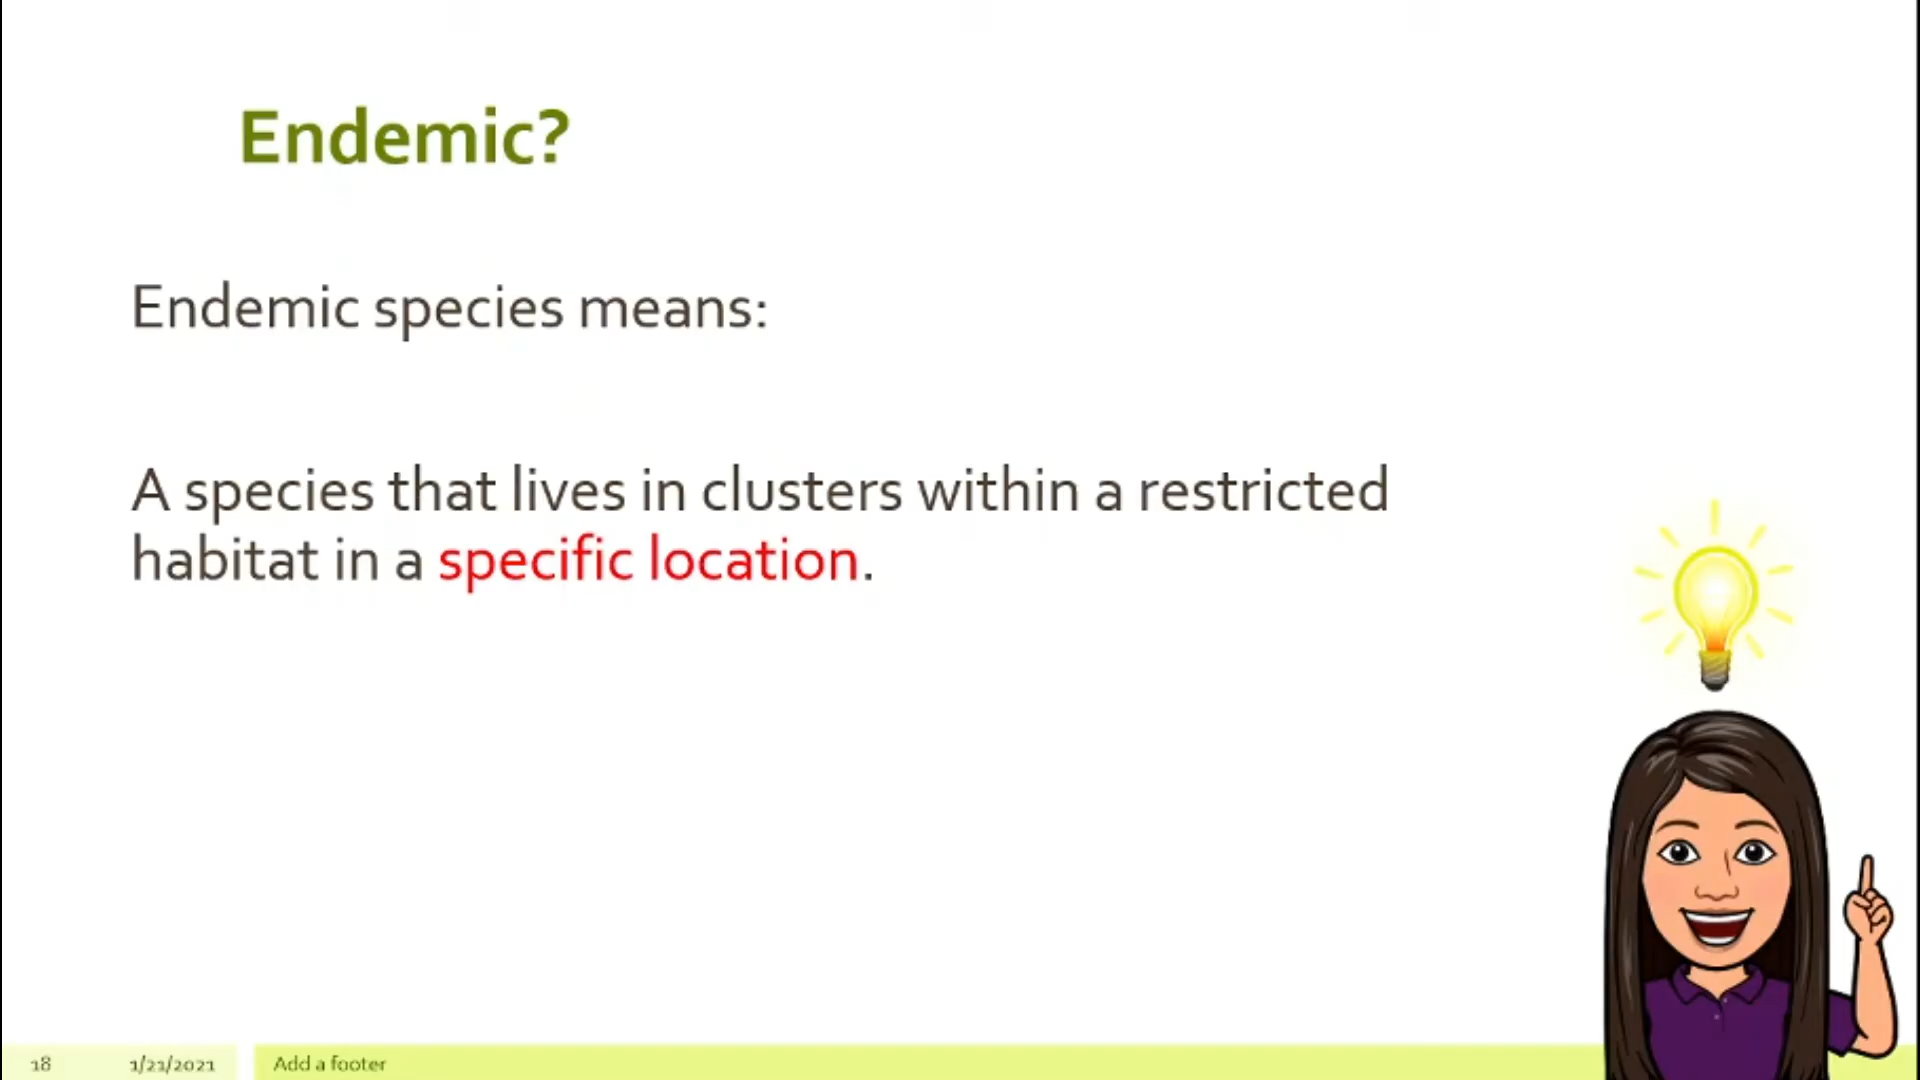 Endemic?
Endemic species means:
A species that lives in clusters within a restricted
habitat in a specific location.
18
1/21/2021
Add a footer